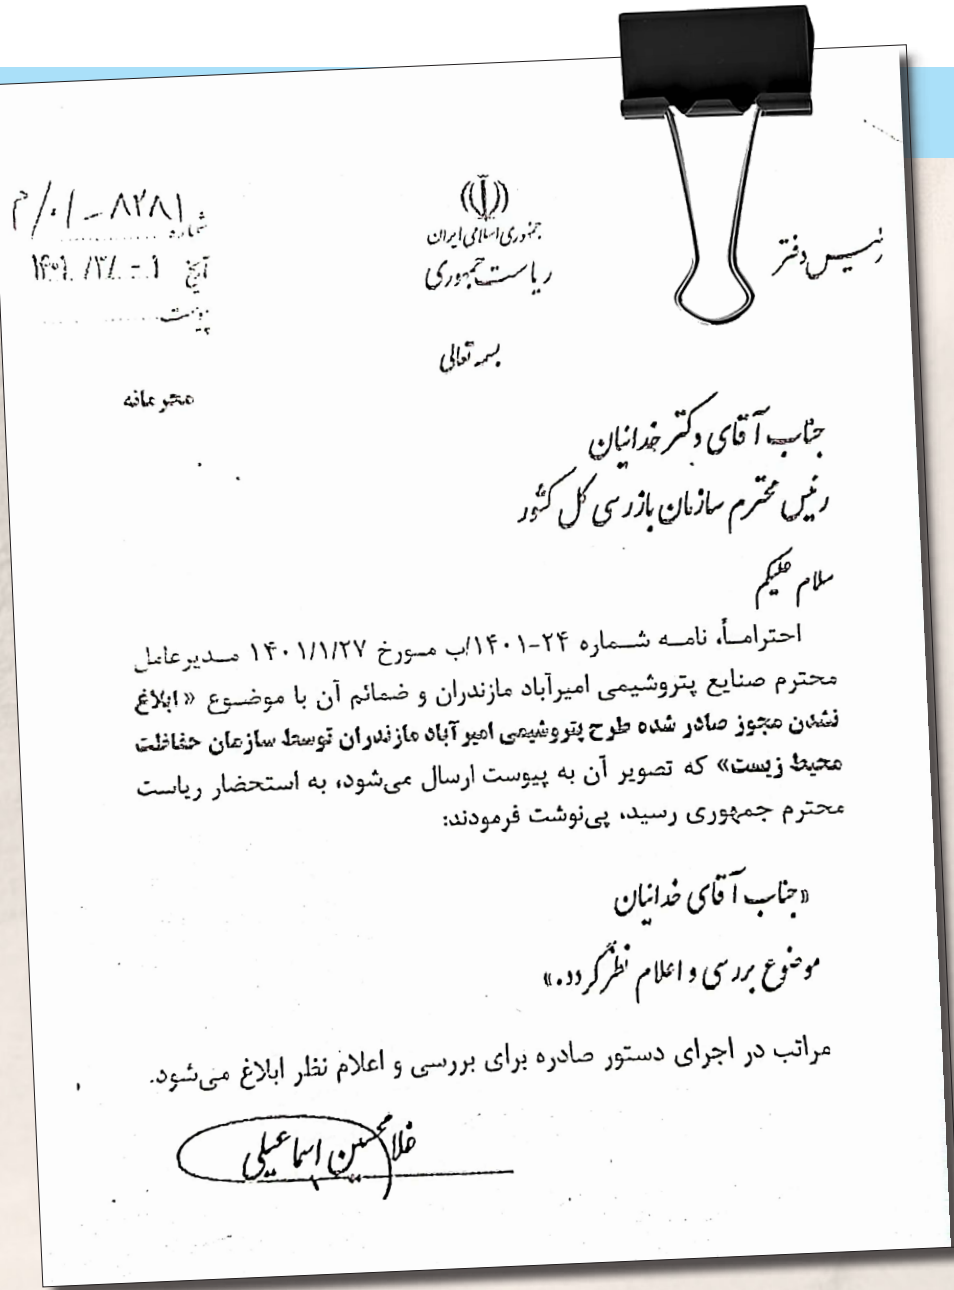 جمهوری اسلامی ایران
ریاست جمهوری
رئیس دفتر
شماره ۸۲۸۱-۰۱/م
تاریخ
پیوست
بسمه تعالی
محرمانه
جناب آقای دکتر خدائیان
رئیس محترم سازمان بازرسی کل کشور
سلام علیکم
احتراماً، نامه شماره ۲۴-۱۴۰۱/ب مورخ ۱۴۰۱/۱/۲۷ مدیرعامل
محترم صنایع پتروشیمی امیرآباد مازندران و ضمائم آن با موضوع «ابلاغ
نشدن مجوز صادر شده طرح پتروشیمی امیرآباد مازندران توسط سازمان حفاظت
محیط زیست» که تصویر آن به پیوست ارسال می‌شود، به استحضار ریاست
محترم جمهوری رسید، پی‌نوشت فرمودند:
«جناب آقای خدائیان
موضوع بررسی و اعلام نظر گردد.»
مراتب در اجرای دستور صادره برای بررسی و اعلام نظر ابلاغ می‌شود.
غلامحسین اسماعیلی